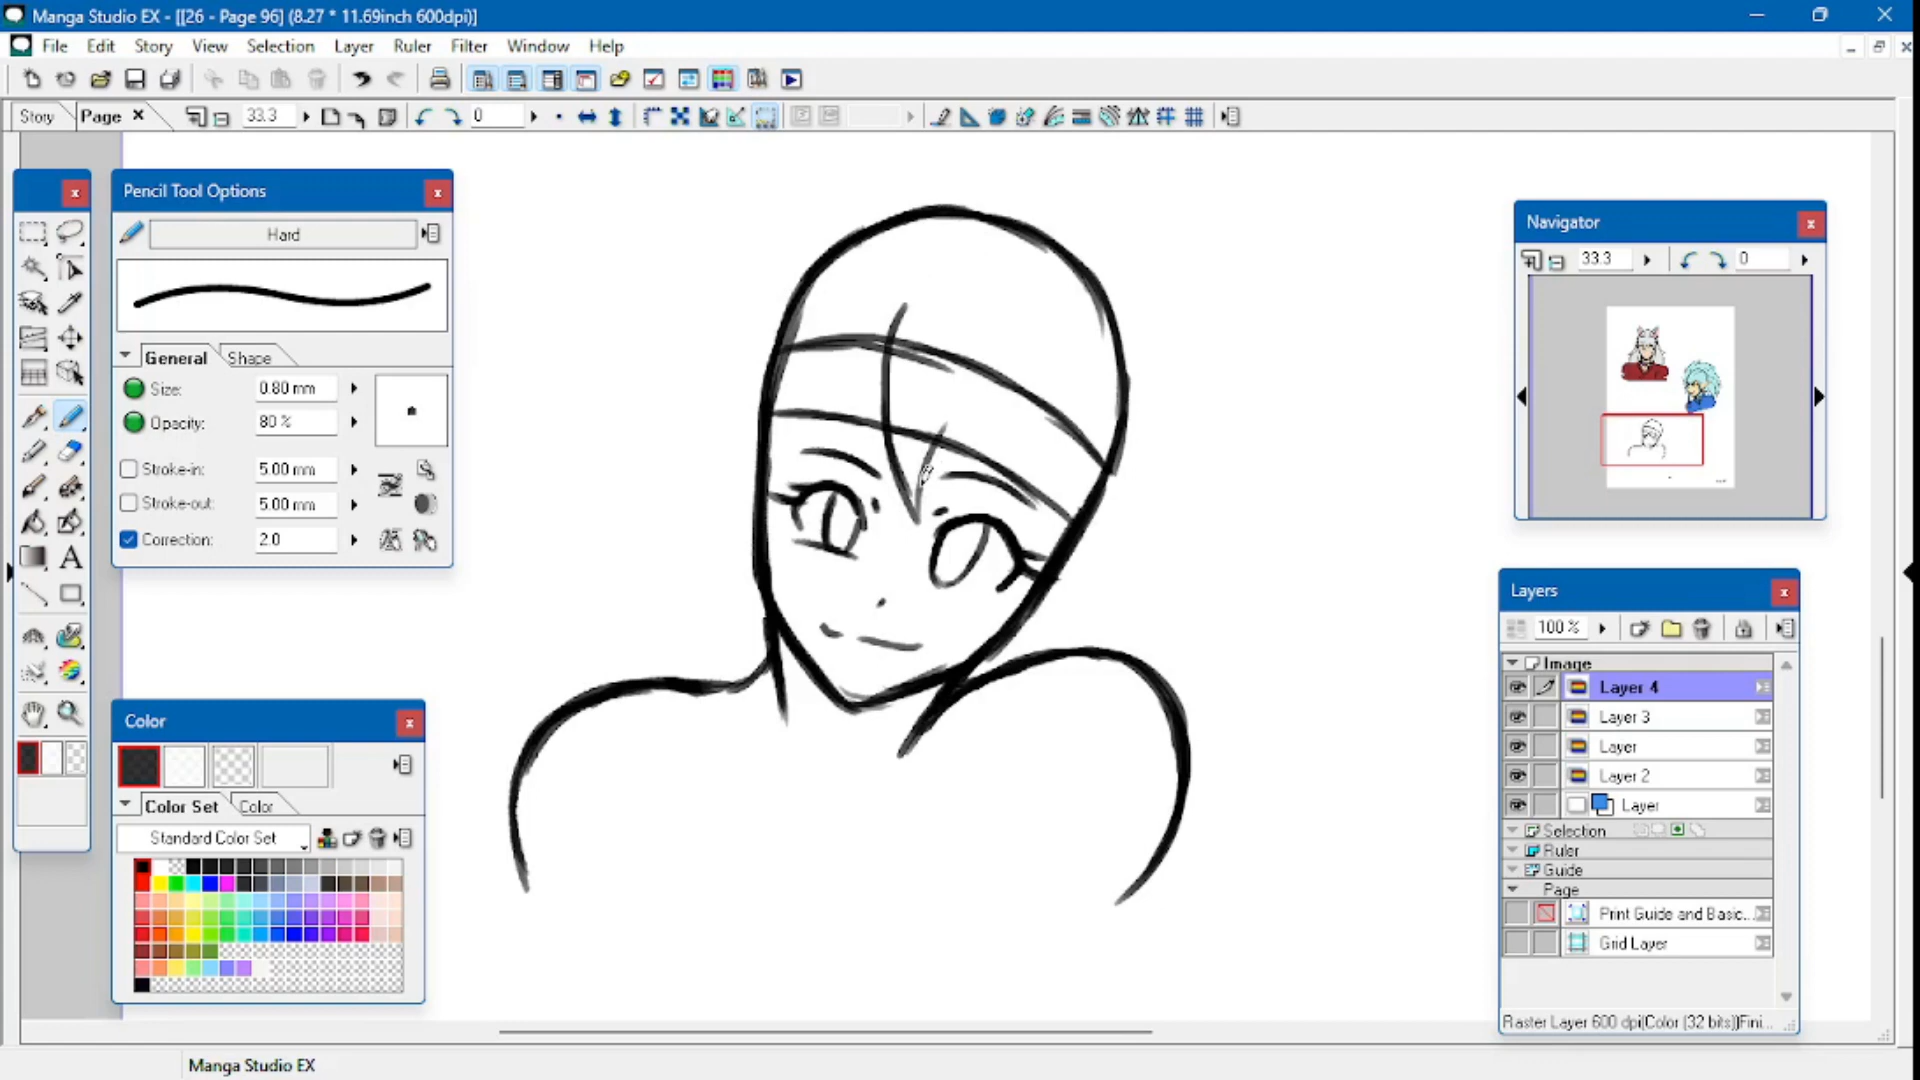 Manga Studio EX - [[26 - Page 96] (8.27 * 11.69inch 600dpi)]
File Edit Story View Selection Layer Ruler Filter Window Help
Story Page 33.3 0
Pencil Tool Options
Hard
General Shape
Size: 0.80 mm
Opacity: 80 %
Stroke-in: 5.00 mm
Stroke-out: 5.00 mm
Correction: 2.0
Color
Color Set Color
Standard Color Set
Navigator
33.3 0
Layers
100 %
Image
Layer 4
Layer 3
Layer
Layer 2
Layer
Selection
Ruler
Guide
Page
Print Guide and Basic...
Grid Layer
Raster Layer 600 dpi(Color (32 bits))Fini...
Manga Studio EX